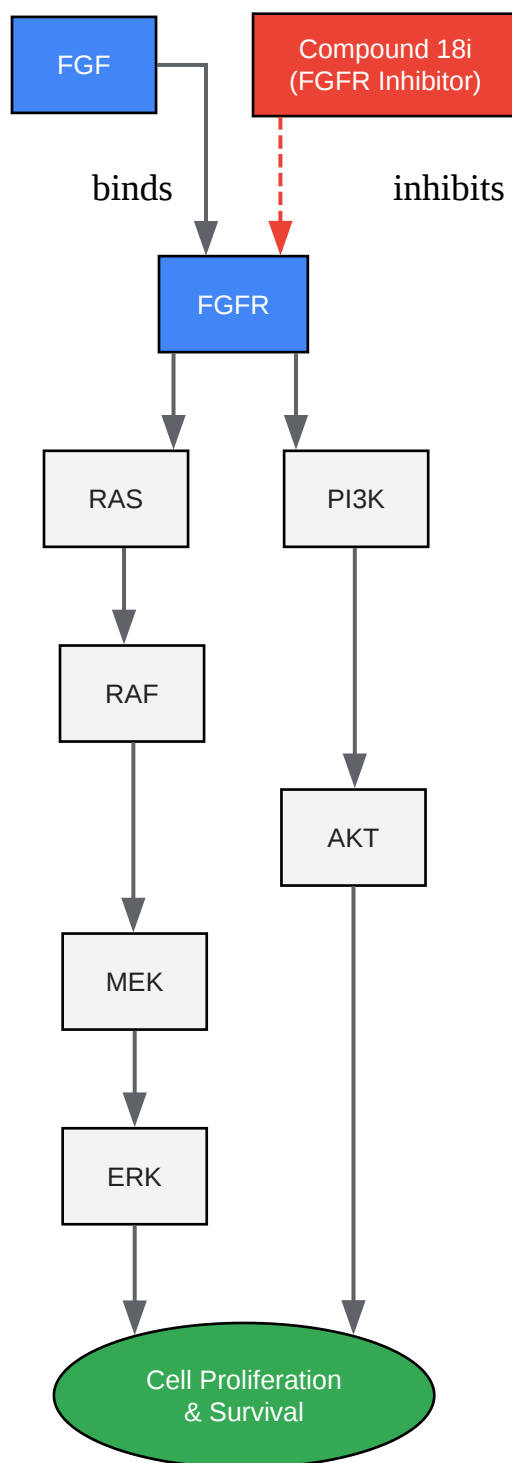 FGF
Compound 18i
(FGFR Inhibitor)
binds
inhibits
FGFR
RAS
PI3K
RAF
AKT
MEK
ERK
Cell Proliferation
& Survival